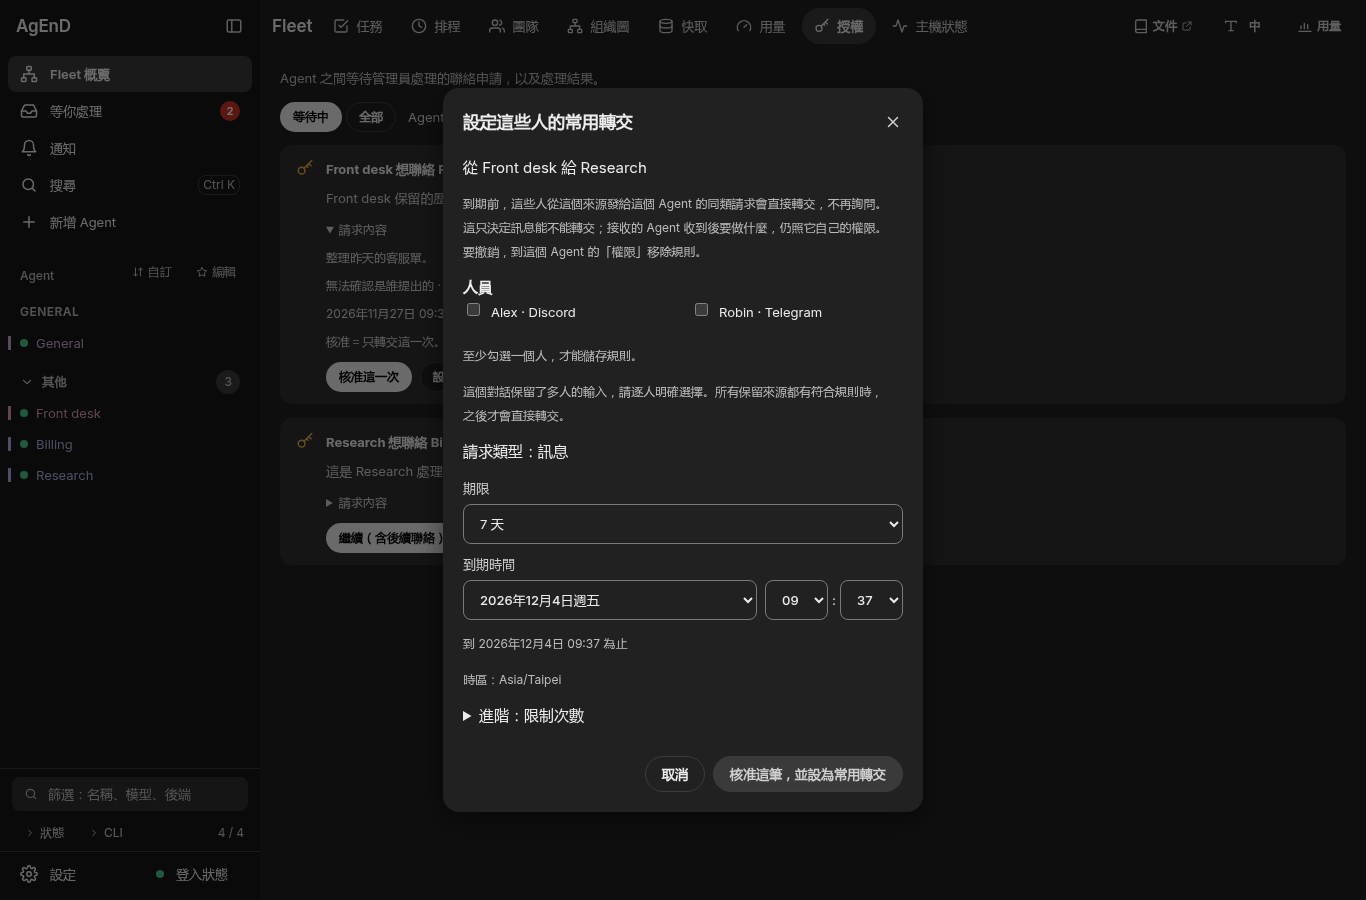 AgEnD
Fleet 概覽
等你處理
2
通知
搜尋
Ctrl K
新增 Agent
Agent
自訂
編輯
GENERAL
General
其他
3
Front desk
Billing
Research
篩選：名稱、模型、後端
狀態
CLI
4 / 4
設定
登入狀態
Fleet
任務
排程
團隊
組織圖
快取
用量
授權
主機狀態
文件
中
用量
Agent 之間等待管理員處理的聯絡申請，以及處理結果。
等待中
全部
Agent
Front desk 想聯絡
Front desk 保留的
請求內容
整理昨天的客服單。
無法確認是誰提出的 ·
2026年11月27日 09:3
核准 = 只轉交這一次。
核准這一次
設
Research 想聯絡 Bi
這是 Research 處理
請求內容
繼續（含後續聯絡）
設定這些人的常用轉交
從 Front desk 給 Research
到期前，這些人從這個來源發給這個 Agent 的同類請求會直接轉交，不再詢問。
這只決定訊息能不能轉交；接收的 Agent 收到後要做什麼，仍照它自己的權限。
要撤銷，到這個 Agent 的「權限」移除規則。
人員
Alex · Discord
Robin · Telegram
至少勾選一個人，才能儲存規則。
這個對話保留了多人的輸入，請逐人明確選擇。所有保留來源都有符合規則時，
之後才會直接轉交。
請求類型：訊息
期限
7 天
到期時間
2026年12月4日週五
09
:
37
到 2026年12月4日 09:37 為止
時區：Asia/Taipei
進階：限制次數
取消
核准這筆，並設為常用轉交